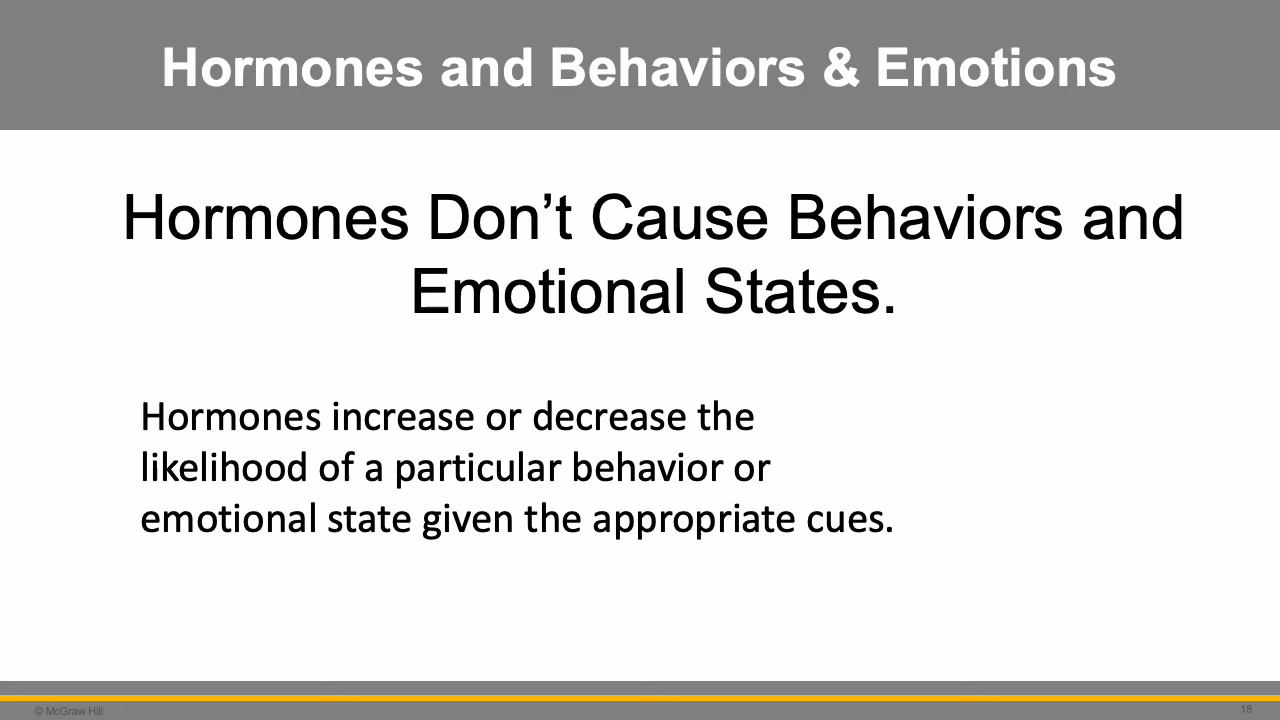 Hormones and Behaviors & Emotions
Hormones Don’t Cause Behaviors and
Emotional States.
Hormones increase or decrease the
likelihood of a particular behavior or
emotional state given the appropriate cues.
© McGraw Hill
18